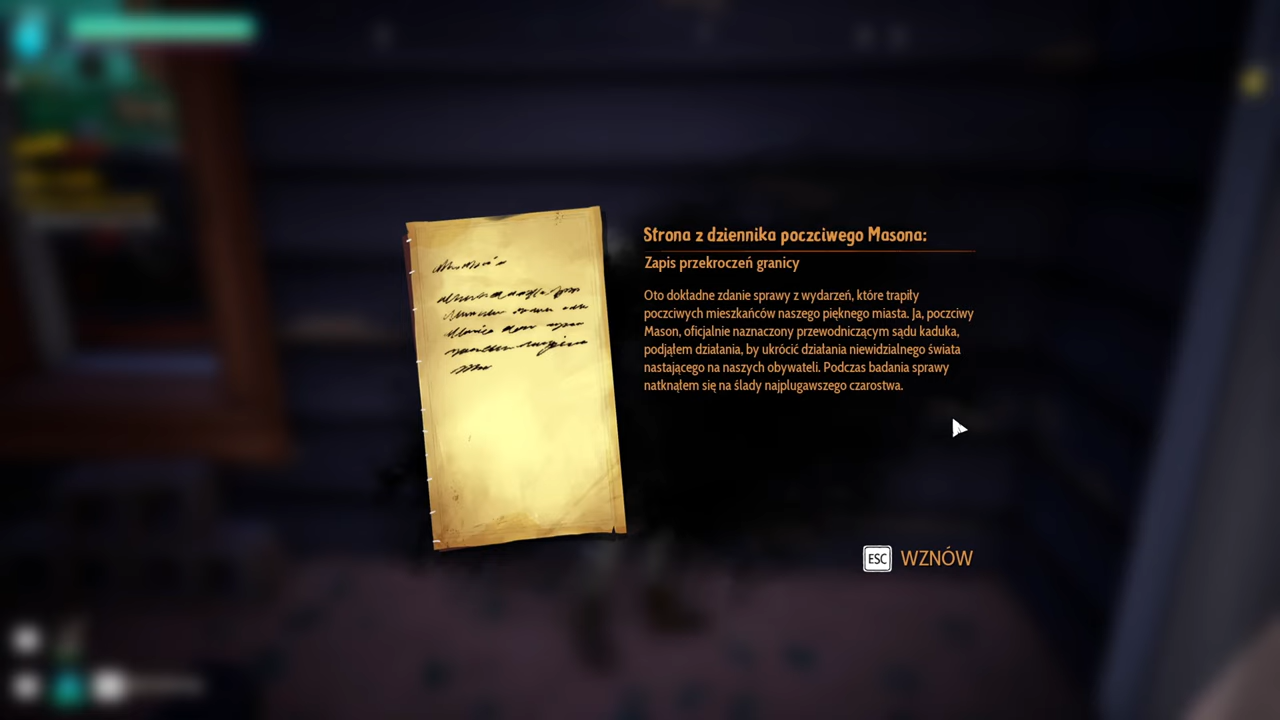 Strona z dziennika poczciwego Masona:
Zapis przekroczeń granicy
Oto dokładne zdanie sprawy z wydarzeń, które trapiły
poczciwych mieszkańców naszego pięknego miasta. Ja, poczciwy
Mason, oficjalnie naznaczony przewodniczącym sądu kaduka,
podjąłem działania, by ukrócić działania niewidzialnego świata
nastającego na naszych obywateli. Podczas badania sprawy
natknąłem się na ślady najplugawszego czarostwa.
ESC WZNÓW